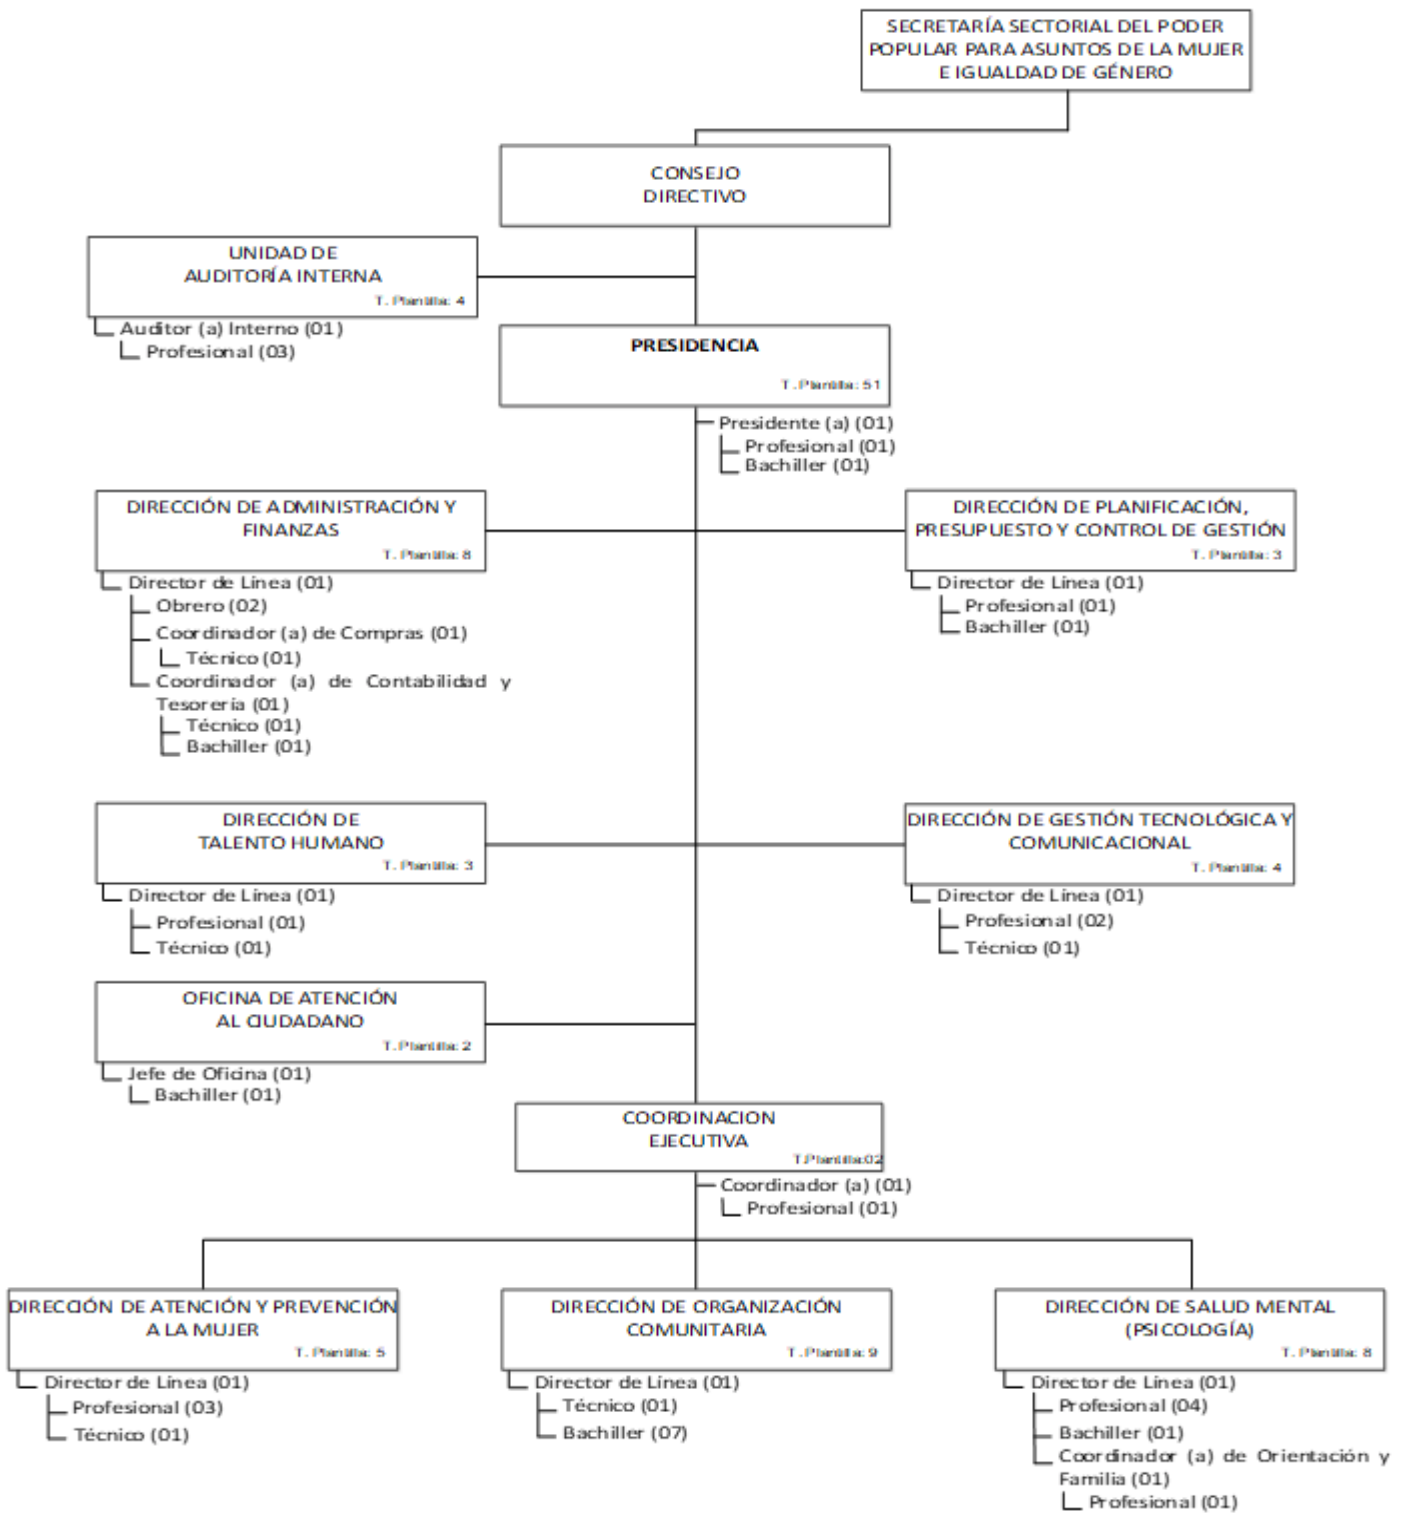 SECRETARÍA SECTORIAL DEL PODER
POPULAR PARA ASUNTOS DE LA MUJER
E IGUALDAD DE GÉNERO
CONSEJO
DIRECTIVO
UNIDAD DE
AUDITORÍA INTERNA
T. Plantilla: 4
Auditor (a) Interno (01)
Profesional (03)
PRESIDENCIA
T. Plantilla: 51
Presidente (a) (01)
Profesional (01)
Bachiller (01)
DIRECCIÓN DE ADMINISTRACIÓN Y
FINANZAS
T. Plantilla: 8
Director de Línea (01)
Obrero (02)
Coordinador (a) de Compras (01)
Técnico (01)
Coordinador (a) de Contabilidad y
Tesorería (01)
Técnico (01)
Bachiller (01)
DIRECCIÓN DE PLANIFICACIÓN,
PRESUPUESTO Y CONTROL DE GESTIÓN
T. Plantilla: 3
Director de Línea (01)
Profesional (01)
Bachiller (01)
DIRECCIÓN DE
TALENTO HUMANO
T. Plantilla: 3
Director de Línea (01)
Profesional (01)
Técnico (01)
DIRECCIÓN DE GESTIÓN TECNOLÓGICA Y
COMUNICACIONAL
T. Plantilla: 4
Director de Línea (01)
Profesional (02)
Técnico (01)
OFICINA DE ATENCIÓN
AL CIUDADANO
T. Plantilla: 2
Jefe de Oficina (01)
Bachiller (01)
COORDINACION
EJECUTIVA
T.Plantilla:02
Coordinador (a) (01)
Profesional (01)
DIRECCIÓN DE ATENCIÓN Y PREVENCIÓN
A LA MUJER
T. Plantilla: 5
Director de Línea (01)
Profesional (03)
Técnico (01)
DIRECCIÓN DE ORGANIZACIÓN
COMUNITARIA
T. Plantilla: 9
Director de Línea (01)
Técnico (01)
Bachiller (07)
DIRECCIÓN DE SALUD MENTAL
(PSICOLOGÍA)
T. Plantilla: 8
Director de Línea (01)
Profesional (04)
Bachiller (01)
Coordinador (a) de Orientación y
Familia (01)
Profesional (01)